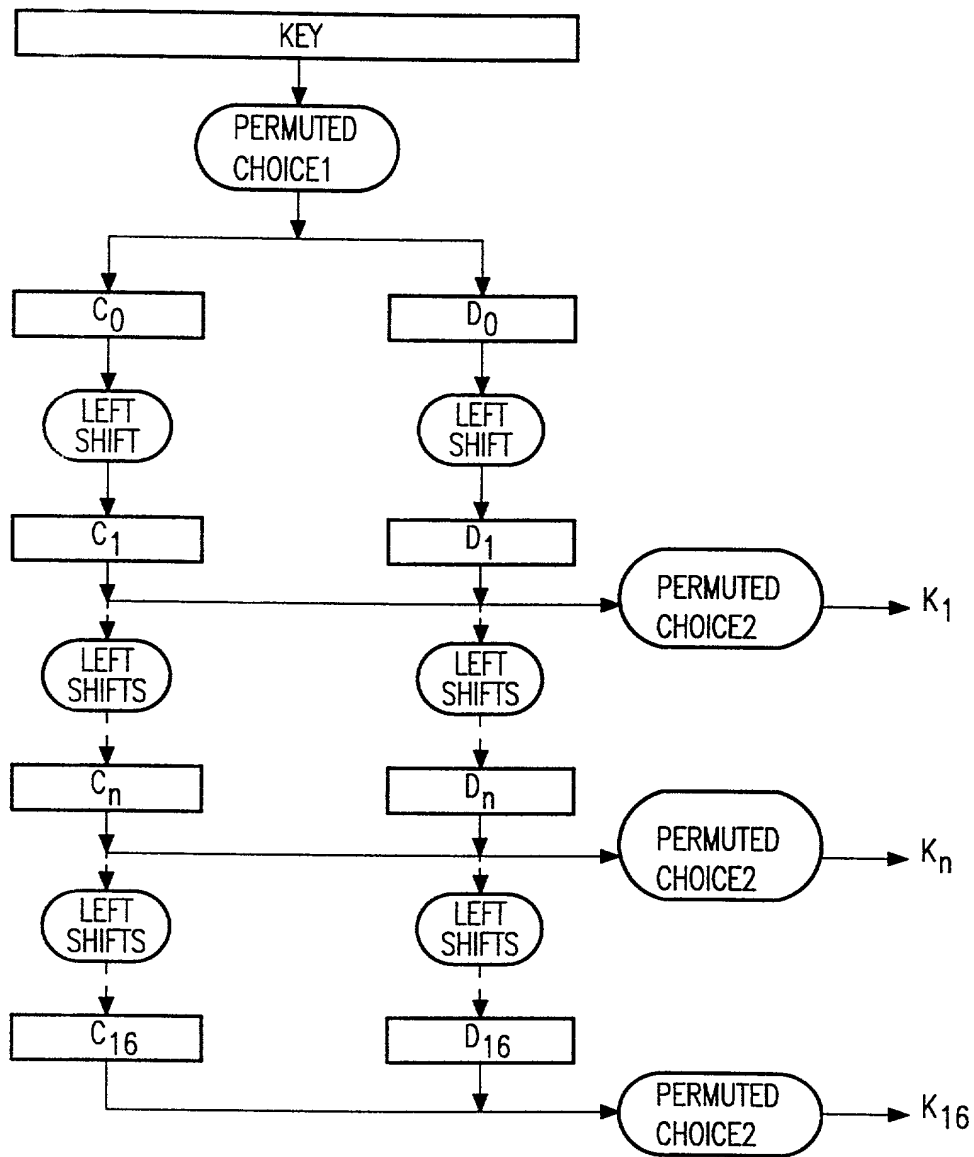 KEY
PERMUTED
CHOICE1
C0
D0
LEFT
SHIFT
LEFT
SHIFT
C1
D1
PERMUTED
CHOICE2
K1
LEFT
SHIFTS
LEFT
SHIFTS
Cn
Dn
PERMUTED
CHOICE2
Kn
LEFT
SHIFTS
LEFT
SHIFTS
C16
D16
PERMUTED
CHOICE2
K16